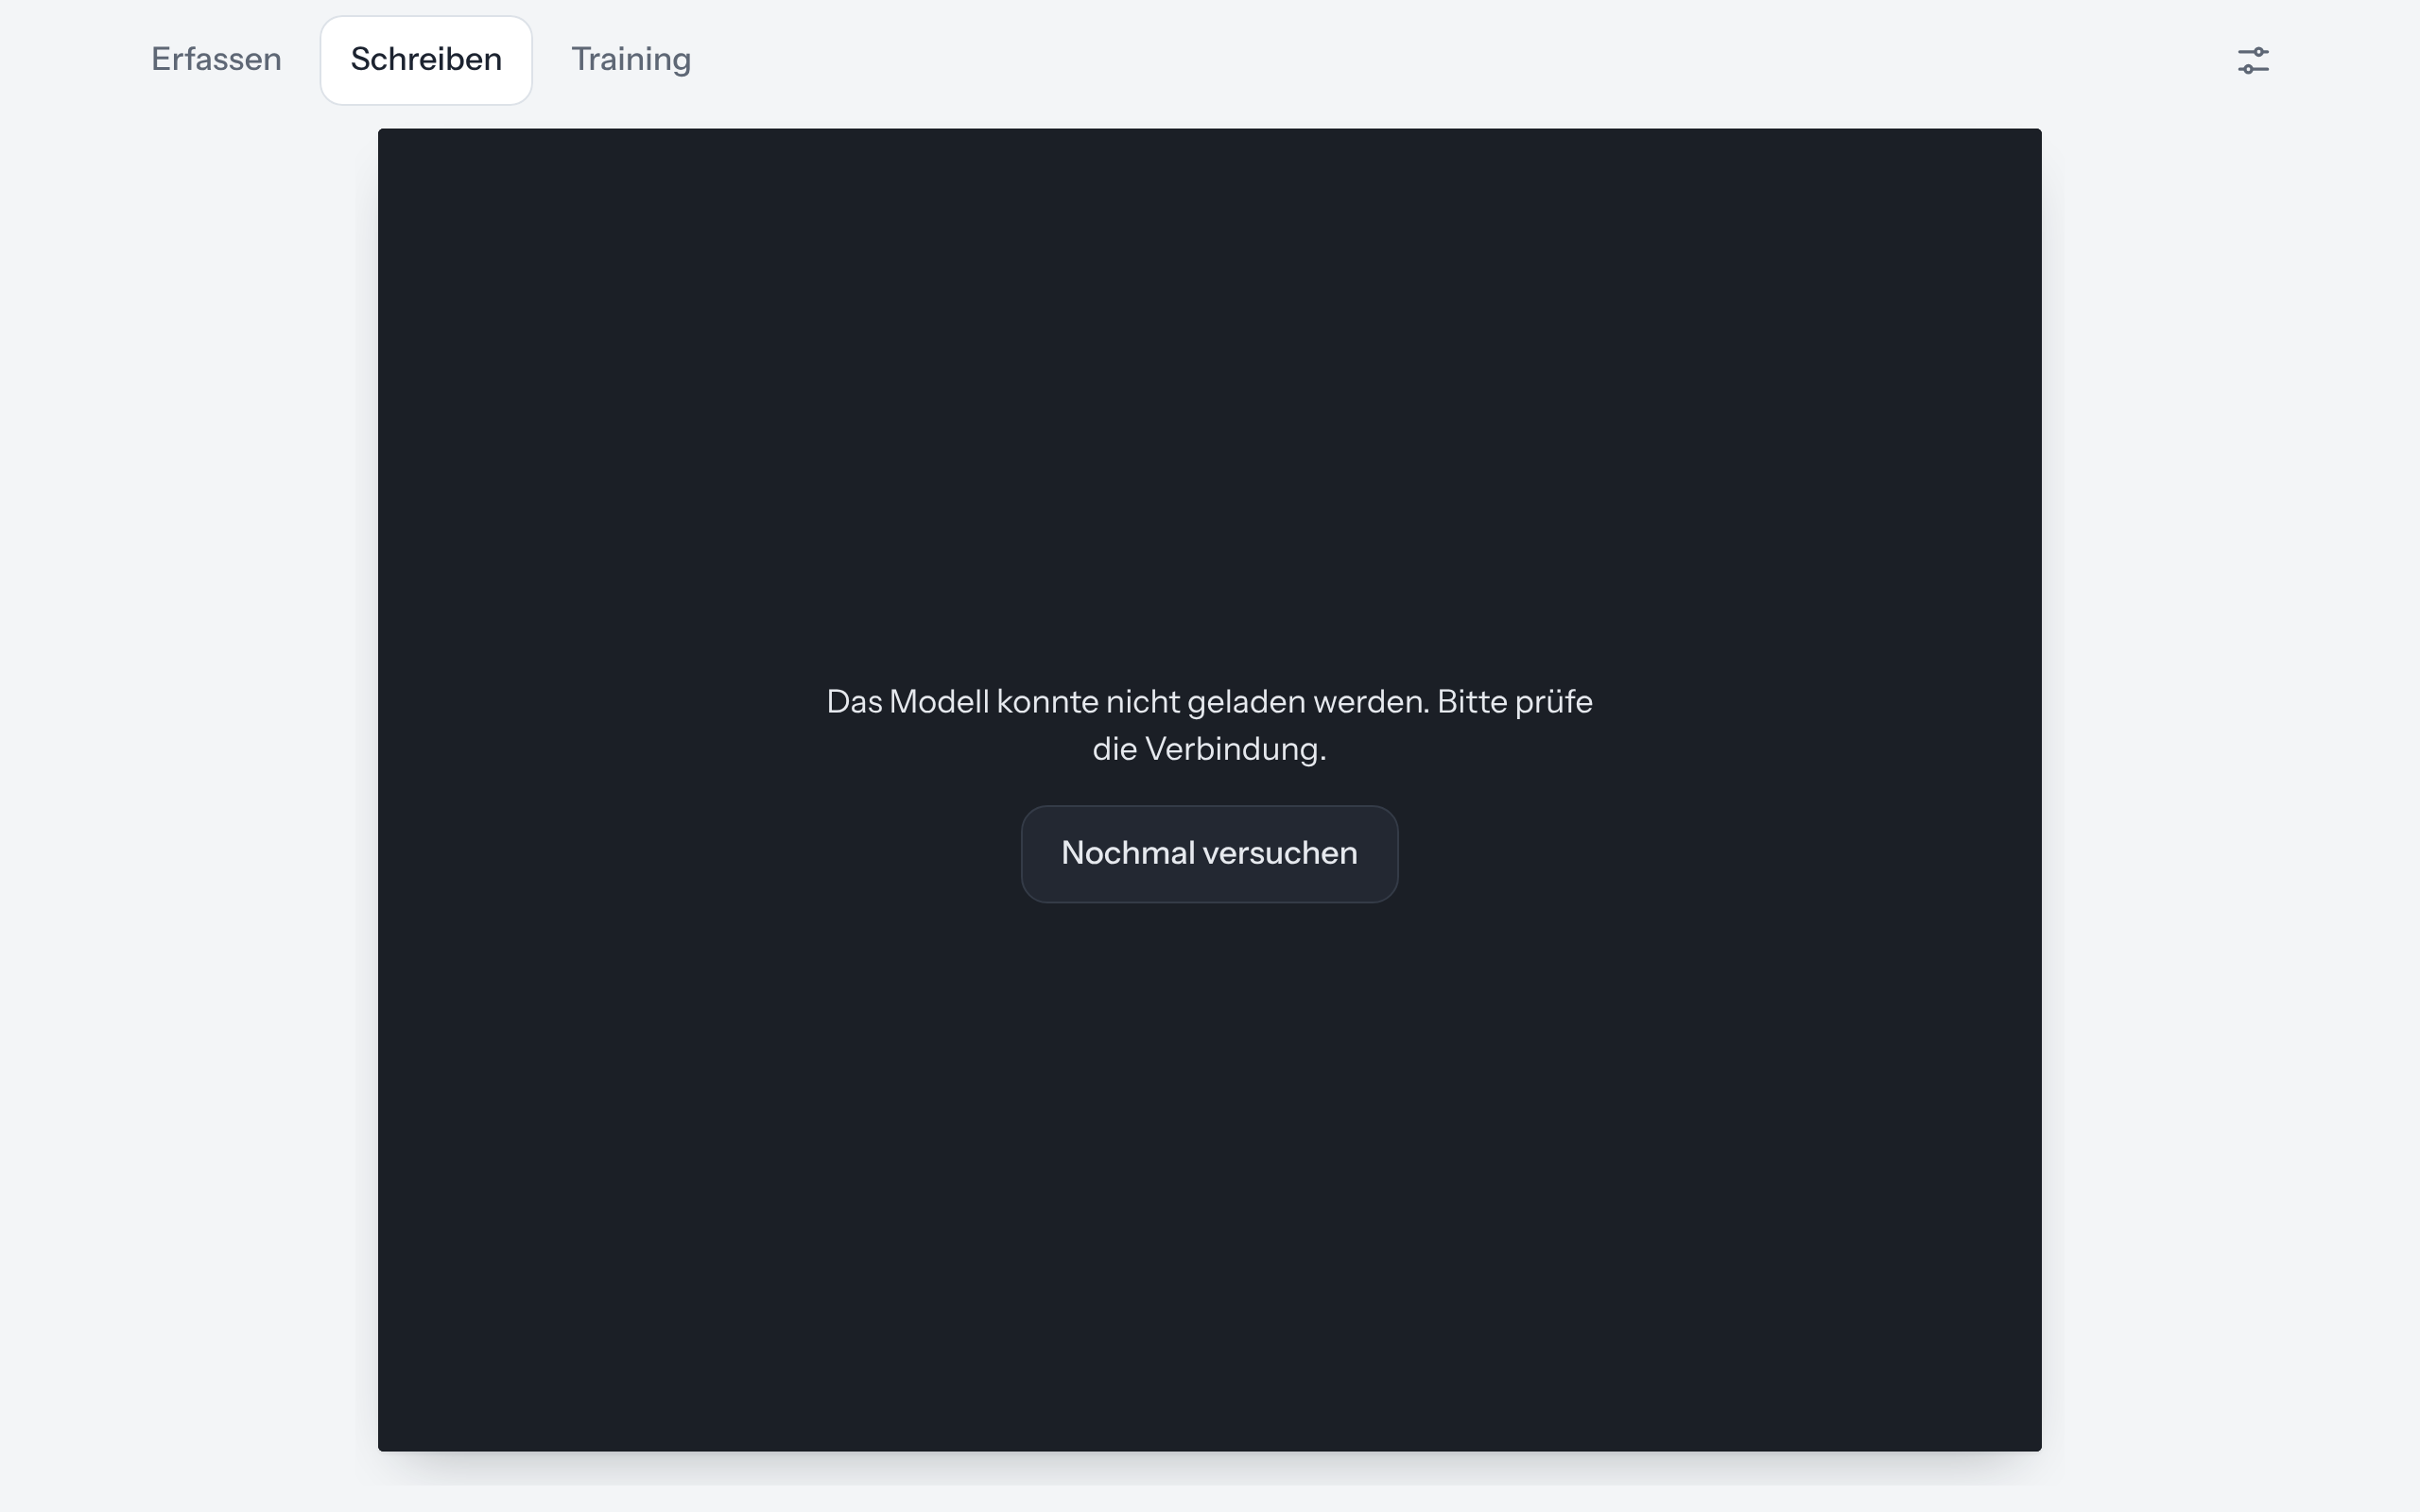 Erfassen Schreiben Training
Das Modell konnte nicht geladen werden. Bitte prüfe
die Verbindung.
Nochmal versuchen